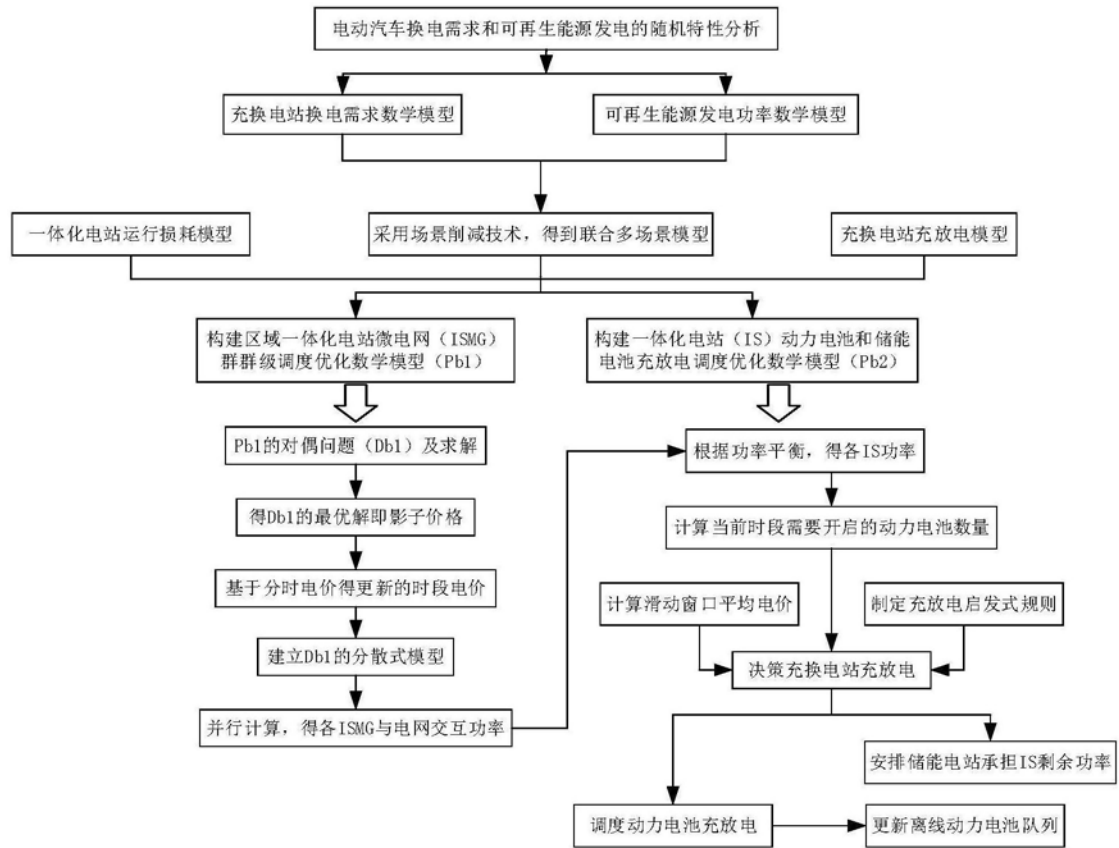 电动汽车换电需求和可再生能源发电的随机特性分析
充换电站换电需求数学模型
可再生能源发电功率数学模型
一体化电站运行损耗模型
采用场景削减技术，得到联合多场景模型
充换电站充放电模型
构建区域一体化电站微电网（ISMG）
群群级调度优化数学模型（Pb1）
构建一体化电站（IS）动力电池和储能
电池充放电调度优化数学模型（Pb2）
Pb1的对偶问题（Db1）及求解
得Db1的最优解即影子价格
基于分时电价得更新的时段电价
建立Db1的分散式模型
并行计算，得各ISMG与电网交互功率
根据功率平衡，得各IS功率
计算当前时段需要开启的动力电池数量
计算滑动窗口平均电价
制定充放电启发式规则
决策充换电站充放电
安排储能电站承担IS剩余功率
调度动力电池充放电
更新离线动力电池队列